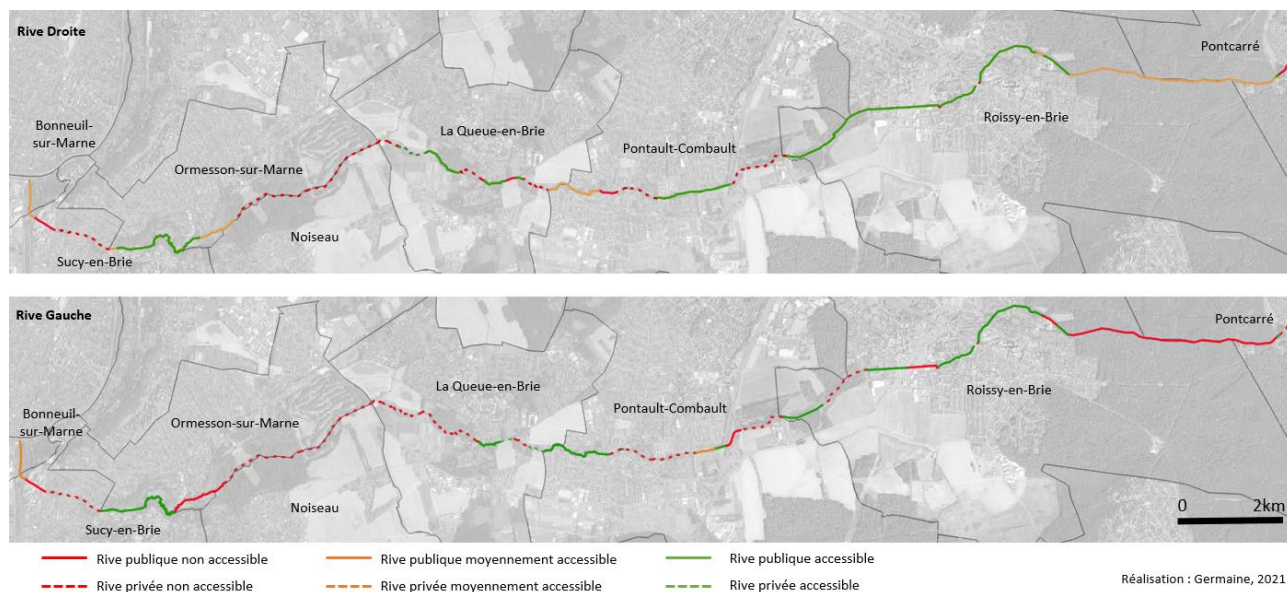 Rive Droite
Pontcarré
Bonneuil-
sur-Marne
La Queue-en-Brie
Roissy-en-Brie
Pontault-Combault
Ormesson-sur-Marne
Noiseau
Sucy-en-Brie
Rive Gauche
Pontcarré
La Queue-en-Brie
Roissy-en-Brie
Bonneuil-
sur-Marne
Pontault-Combault
Ormesson-sur-Marne
Noiseau
Sucy-en-Brie
0 2km
Rive publique non accessible
Rive publique moyennement accessible
Rive publique accessible
Rive privée non accessible
Rive privée moyennement accessible
Rive privée accessible
Réalisation : Germaine, 2021